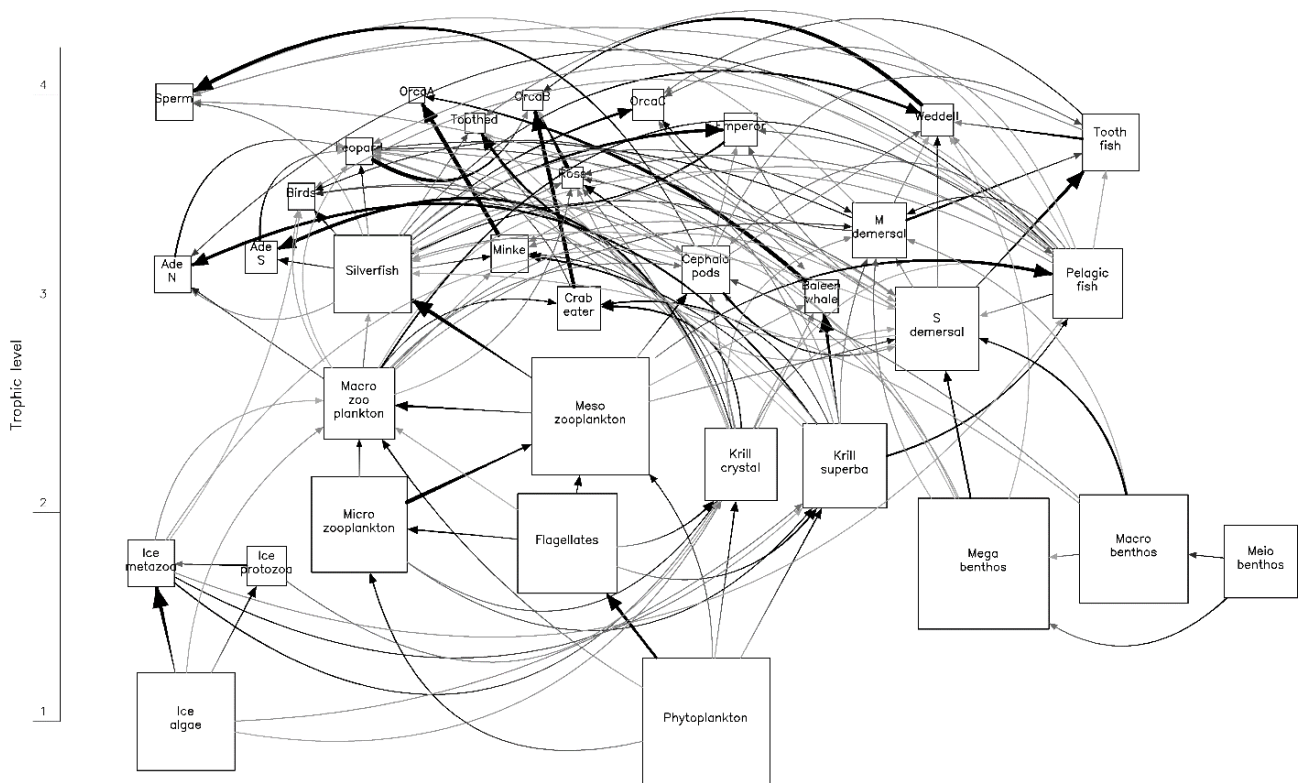 4
Sperm
OrcaA
OrcaB
OrcaC
Toothed
Emperor
Weddell
Tooth
fish
Leopard
Ross
Birds
M
demersal
Ade
N
Ade
S
Silverfish
Minke
Cephalo
pods
Pelagic
fish
3
Crab
eater
Baleen
whale
S
demersal
Trophic level
Macro
zoo
plankton
Meso
zooplankton
Krill
crystal
Krill
superba
2
Micro
zooplankton
Flagellates
Ice
metazoa
Ice
protozoa
Mega
benthos
Macro
benthos
Meio
benthos
1
Ice
algae
Phytoplankton